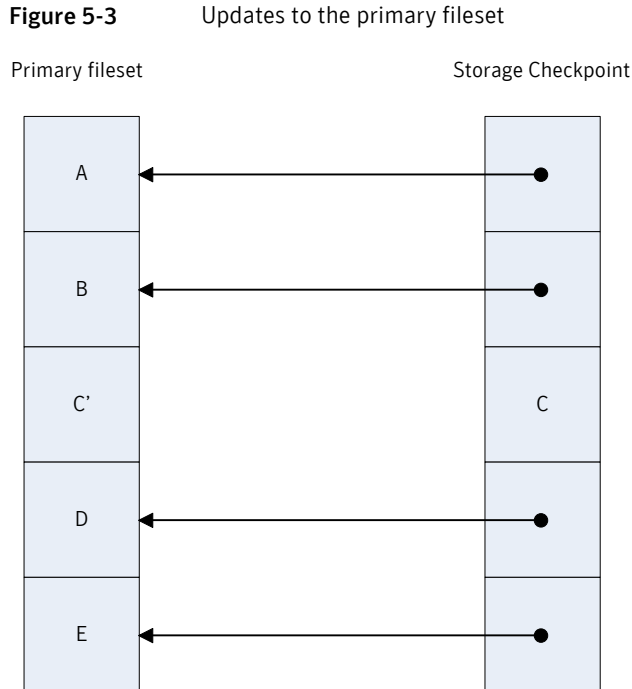 Figure 5-3 Updates to the primary fileset
Primary fileset Storage Checkpoint
A
B
C’ C
D
E